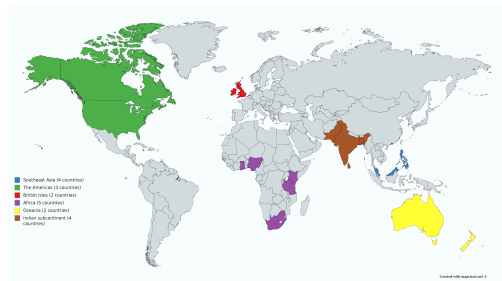 Southeast Asia (4 countries)
The Americas (3 countries)
British Isles (2 countries)
Africa (5 countries)
Oceania (2 countries)
Indian subcontinent (4
countries)
Created with mapchart.net ©